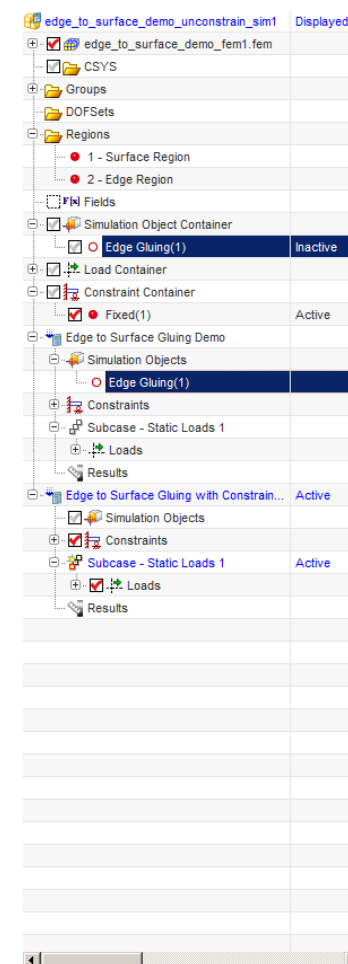 edge_to_surface_demo_unconstrain_sim1 Displayed
edge_to_surface_demo_fem1.fem
CSYS
Groups
DOFSets
Regions
1 - Surface Region
2 - Edge Region
F(x) Fields
Simulation Object Container
Edge Gluing(1) Inactive
Load Container
Constraint Container
Fixed(1) Active
Edge to Surface Gluing Demo
Simulation Objects
Edge Gluing(1)
Constraints
Subcase - Static Loads 1
Loads
Results
Edge to Surface Gluing with Constrain... Active
Simulation Objects
Constraints
Subcase - Static Loads 1 Active
Loads
Results